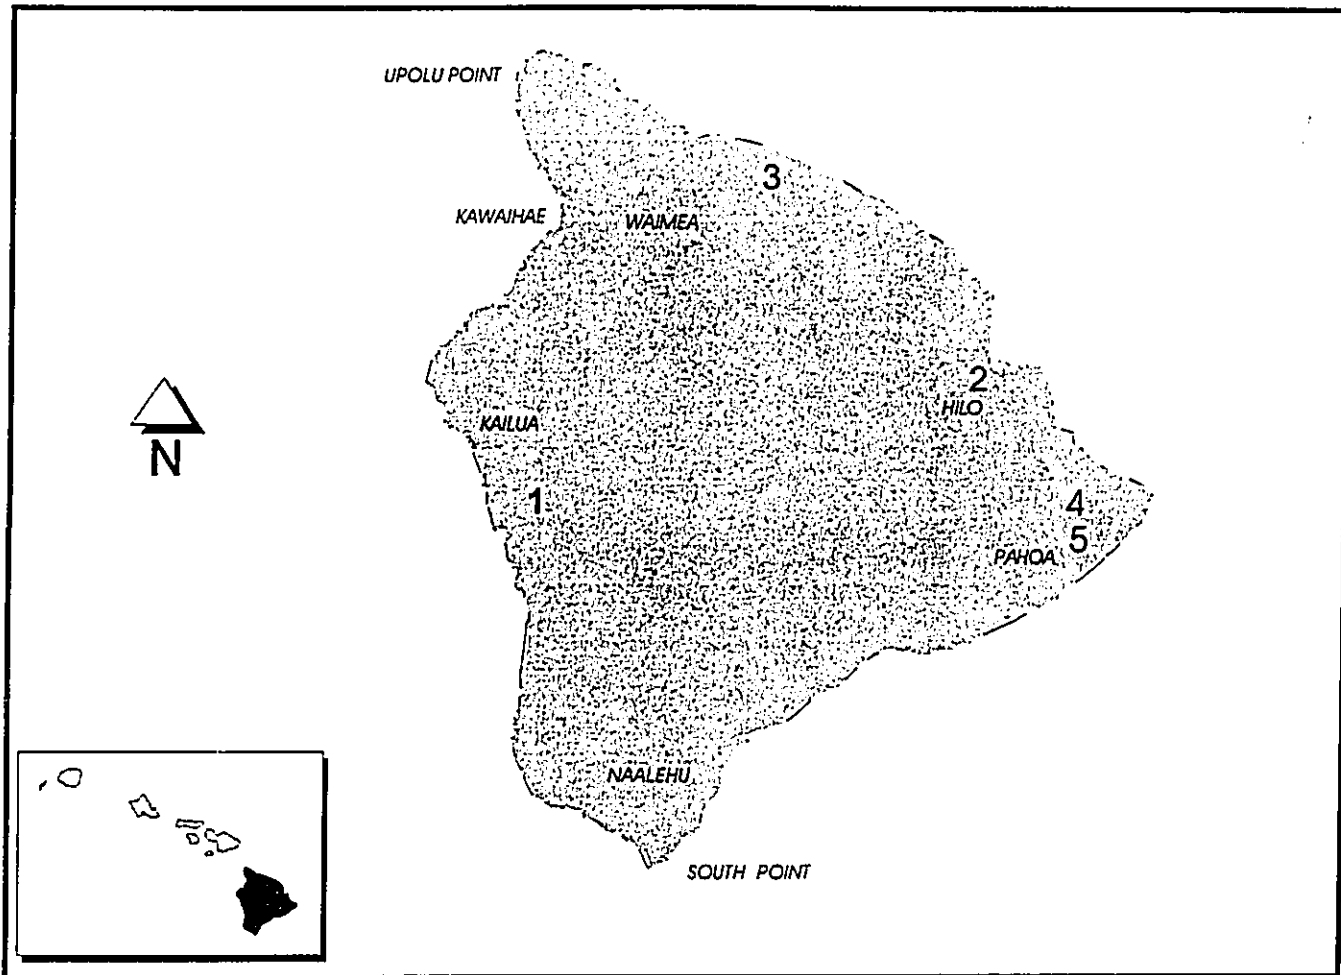 UPOLU POINT
3
KAWAIHAE
WAIMEA
2
HILO
KAILUA
N
1
4
5
PAHOA
NAALEHU
SOUTH POINT